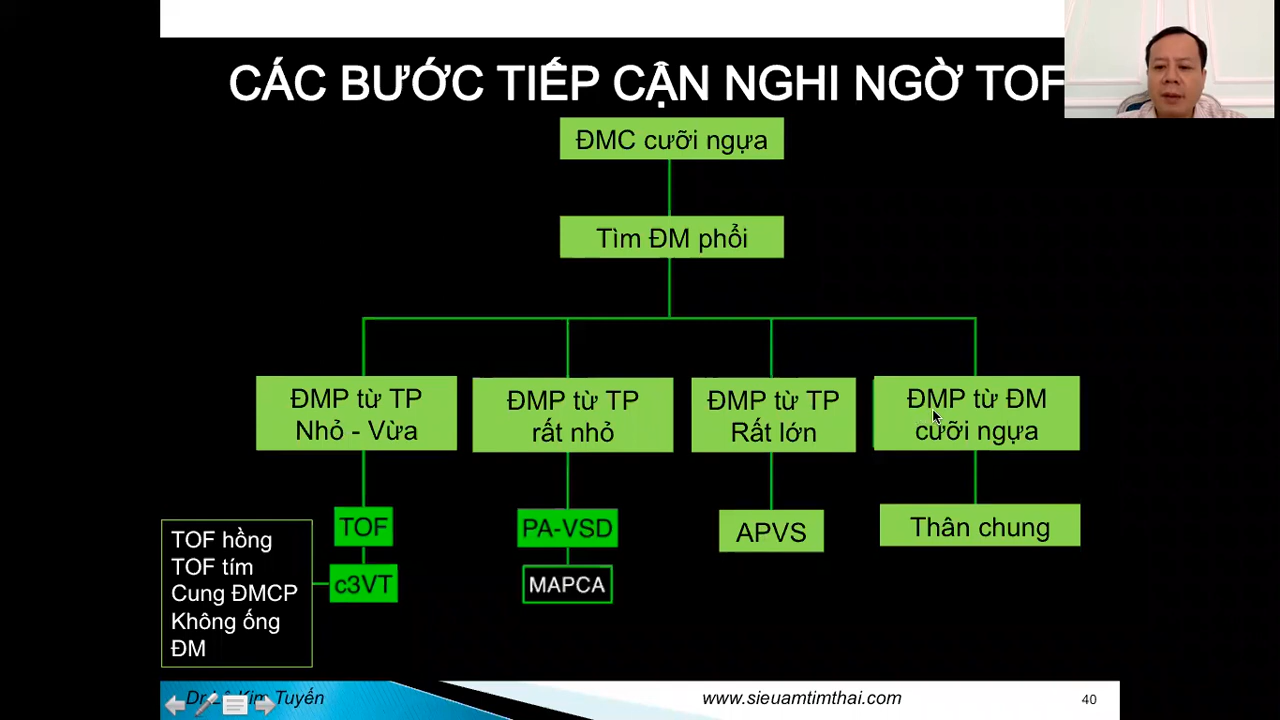 CÁC BƯỚC TIẾP CẬN NGHI NGỜ TOF
ĐMC cưỡi ngựa
Tìm ĐM phổi
ĐMP từ TP
Nhỏ - Vừa
ĐMP từ TP
rất nhỏ
ĐMP từ TP
Rất lớn
ĐMP từ ĐM
cưỡi ngựa
TOF
PA-VSD
APVS
Thân chung
c3VT
MAPCA
TOF hồng
TOF tím
Cung ĐMCP
Không ống
ĐM
Dr Lê Kim Tuyến
www.sieuamtimthai.com
40